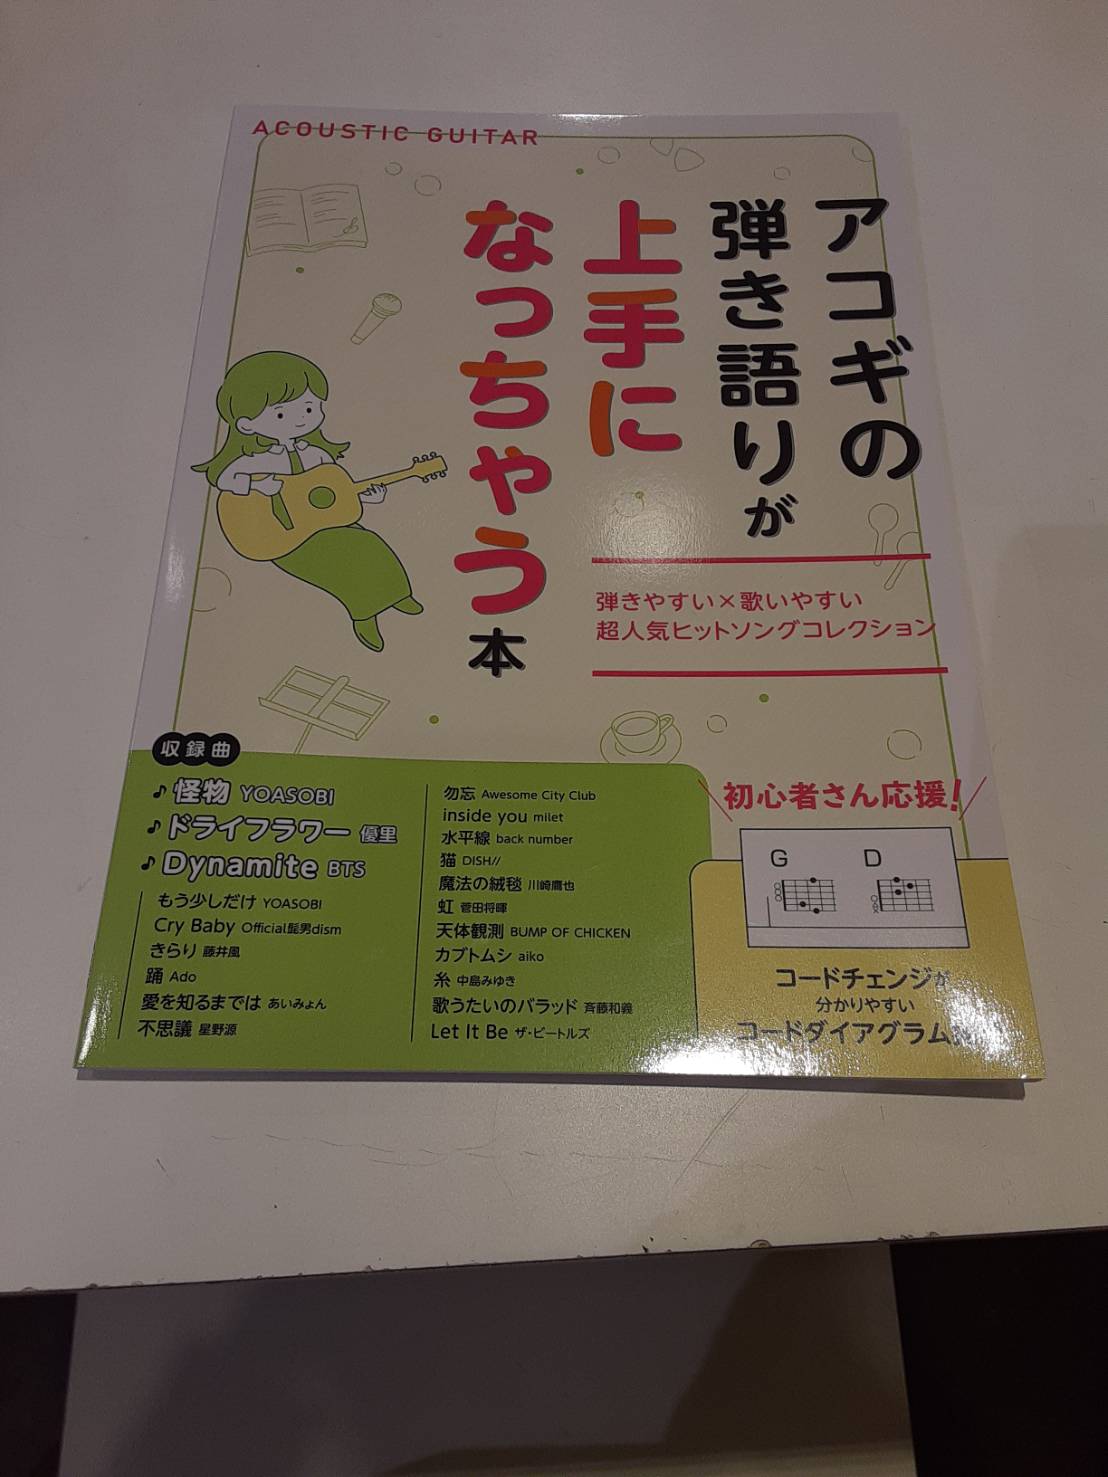 ACOUSTIC GUITAR
アコギの
弾き語りが
上手に
なっちゃう
本
弾きやすい×歌いやすい
超人気ヒットソングコレクション
収録曲
♪怪物 YOASOBI
♪ドライフラワー 優里
♪Dynamite BTS
もう少しだけ YOASOBI
Cry Baby Official髭男dism
きらり 藤井風
踊 Ado
愛を知るまでは あいみょん
不思議 星野源
勿忘 Awesome City Club
inside you milet
水平線 back number
猫 DISH//
魔法の絨毯 川崎鷹也
虹 菅田将暉
天体観測 BUMP OF CHICKEN
カブトムシ aiko
糸 中島みゆき
歌うたいのバラッド 斉藤和義
Let It Be ザ・ビートルズ
初心者さん応援!
G D
コードチェンジが
分かりやすい
コードダイアグラム